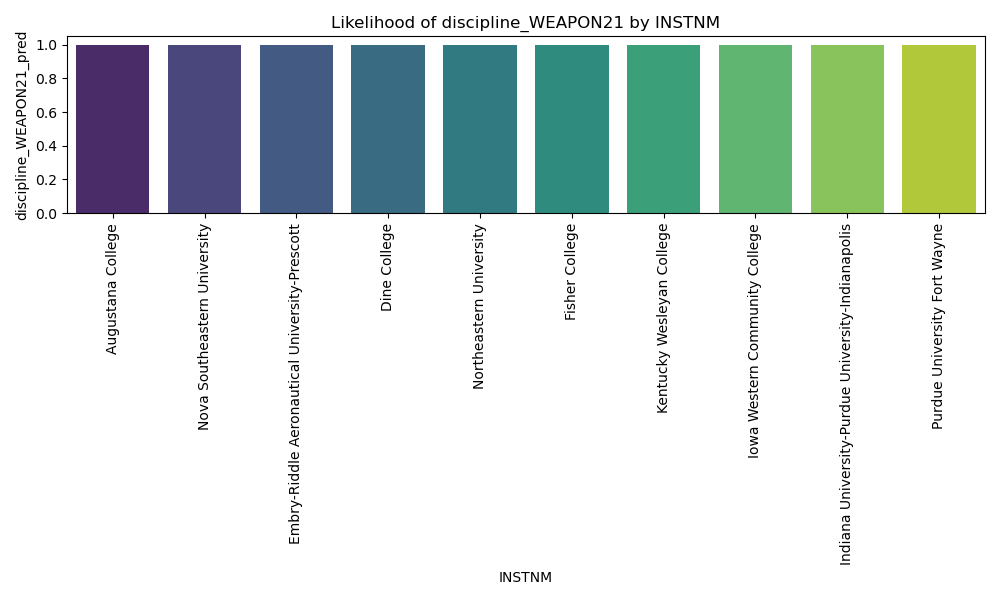 Likelihood of discipline_WEAPON21 by INSTNM
discipline_WEAPON21_pred
1.0
0.8
0.6
0.4
0.2
0.0
Augustana College
Nova Southeastern University
Embry-Riddle Aeronautical University-Prescott
Dine College
Northeastern University
Fisher College
Kentucky Wesleyan College
Iowa Western Community College
Indiana University-Purdue University-Indianapolis
Purdue University Fort Wayne
INSTNM